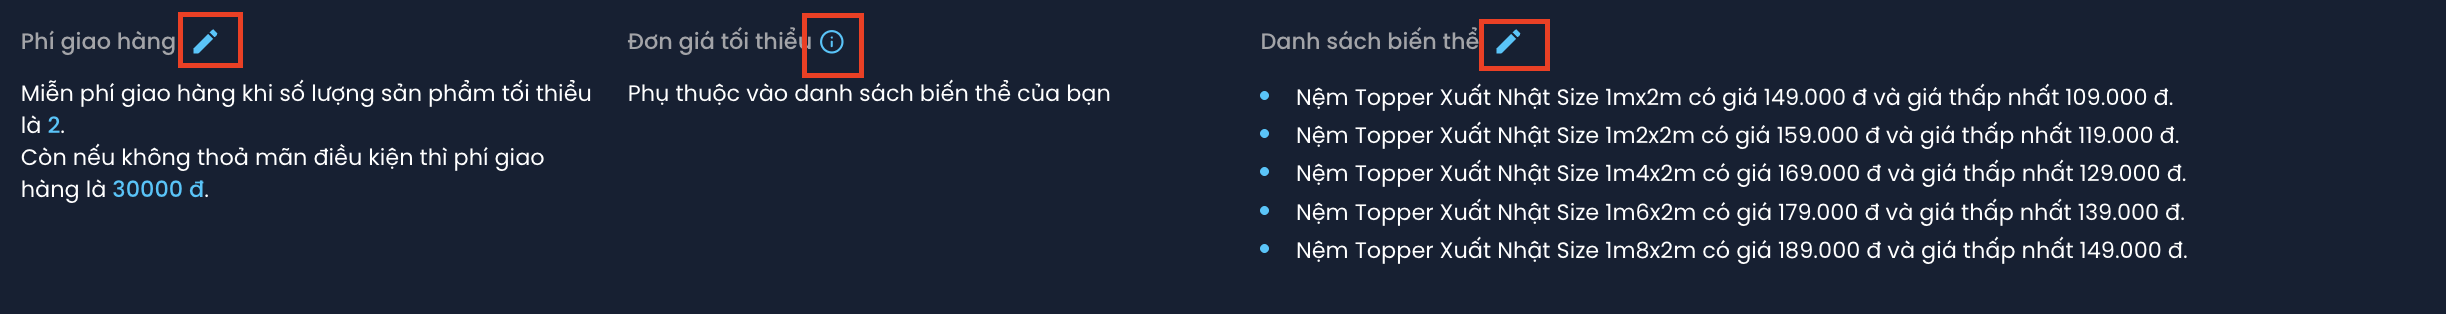 Phí giao hàng
Miễn phí giao hàng khi số lượng sản phẩm tối thiểu
là 2.
Còn nếu không thoả mãn điều kiện thì phí giao
hàng là 30000 đ.
Đơn giá tối thiểu
Phụ thuộc vào danh sách biến thể của bạn
Danh sách biến thể
Nệm Topper Xuất Nhật Size 1mx2m có giá 149.000 đ và giá thấp nhất 109.000 đ.
Nệm Topper Xuất Nhật Size 1m2x2m có giá 159.000 đ và giá thấp nhất 119.000 đ.
Nệm Topper Xuất Nhật Size 1m4x2m có giá 169.000 đ và giá thấp nhất 129.000 đ.
Nệm Topper Xuất Nhật Size 1m6x2m có giá 179.000 đ và giá thấp nhất 139.000 đ.
Nệm Topper Xuất Nhật Size 1m8x2m có giá 189.000 đ và giá thấp nhất 149.000 đ.